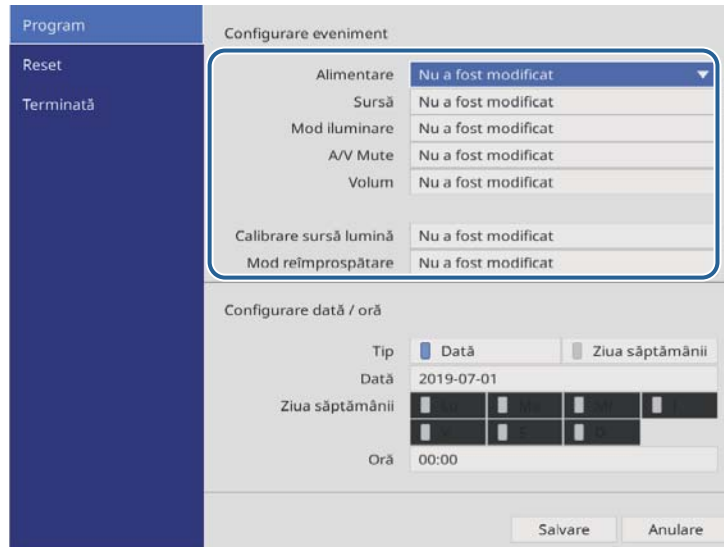 Program
Reset
Terminată
Configurare eveniment
Alimentare Nu a fost modificat
Sursă Nu a fost modificat
Mod iluminare Nu a fost modificat
A/V Mute Nu a fost modificat
Volum Nu a fost modificat
Calibrare sursă lumină Nu a fost modificat
Mod reîmprospătare Nu a fost modificat
Configurare dată / oră
Tip Dată Ziua săptămânii
Dată 2019-07-01
Ziua săptămânii
Oră 00:00
Salvare Anulare